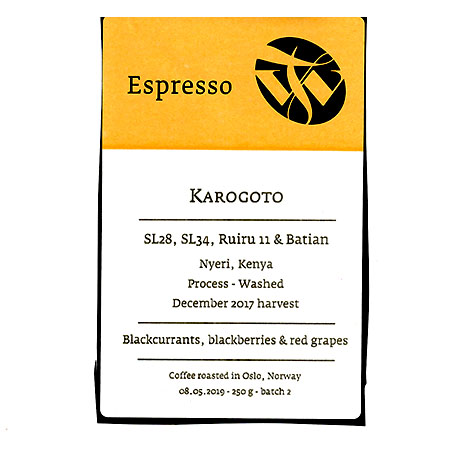 Espresso
Karogoto
SL28, SL34, Ruiru 11 & Batian
Nyeri, Kenya
Process - Washed
December 2017 harvest
Blackcurrants, blackberries & red grapes
Coffee roasted in Oslo, Norway
08.05.2019 - 250 g - batch 2